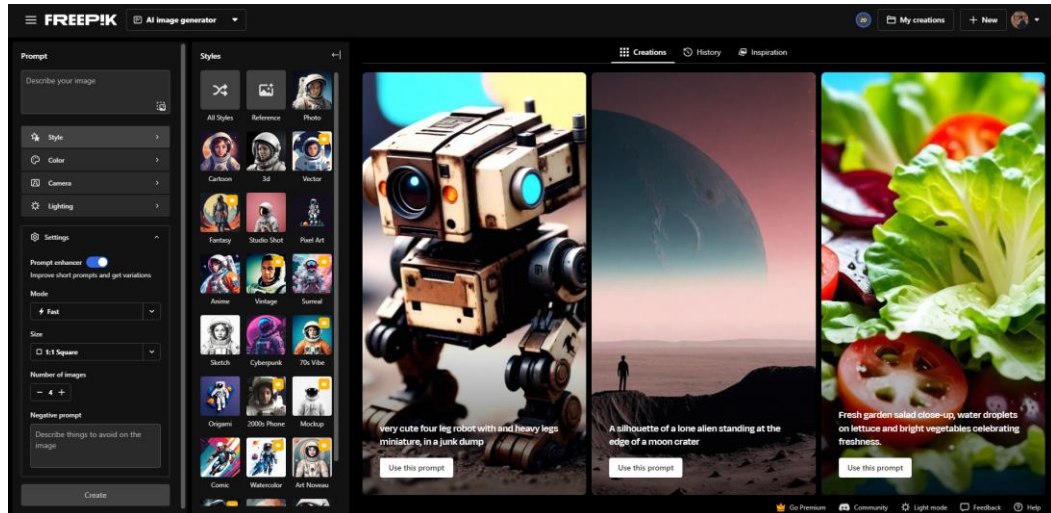 FREEP!K
AI image generator
20
My creations
+ New
Prompt
Describe your image
Style
Color
Camera
Lighting
Settings
Prompt enhancer
Improve short prompts and get variations
Mode
Fast
Size
1:1 Square
Number of images
− 4 +
Negative prompt
Describe things to avoid on the
image
Create
Styles
All Styles
Reference
Photo
Cartoon
3d
Vector
Fantasy
Studio Shot
Pixel Art
Anime
Vintage
Surreal
Sketch
Cyberpunk
70s Vibe
Origami
2000s Phone
Mockup
Comic
Watercolor
Art Noveau
Creations
History
Inspiration
very cute four leg robot with and heavy legs
miniature, in a junk dump
Use this prompt
A silhouette of a lone alien standing at the
edge of a moon crater
Use this prompt
Fresh garden salad close-up, water droplets
on lettuce and bright vegetables celebrating
freshness.
Use this prompt
Go Premium
Community
Light mode
Feedback
Help